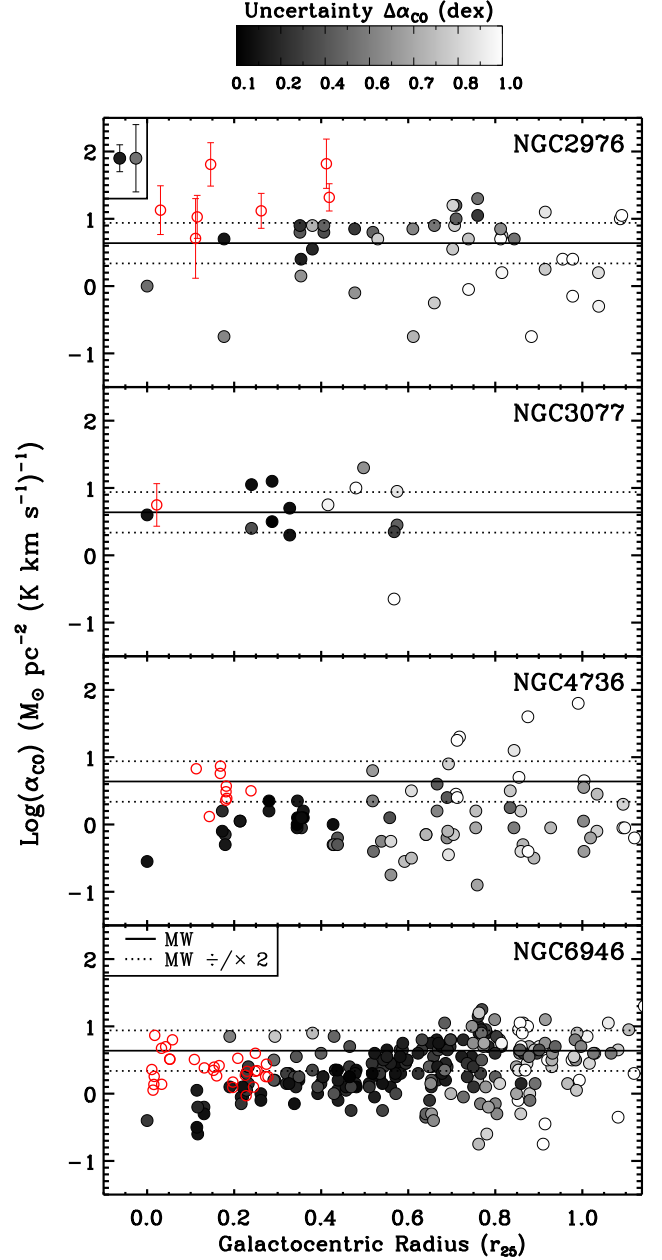 Uncertainty Δα_CO (dex)
0.1 0.2 0.4 0.6 0.7 0.8 1.0
NGC2976
2
1
0
−1
NGC3077
2
1
0
−1
Log(α_CO) (M_⊙ pc^−2 (K km s^−1)^−1)
NGC4736
2
1
0
−1
MW
MW ÷/× 2
NGC6946
2
1
0
−1
0.0 0.2 0.4 0.6 0.8 1.0
Galactocentric Radius (r_25)